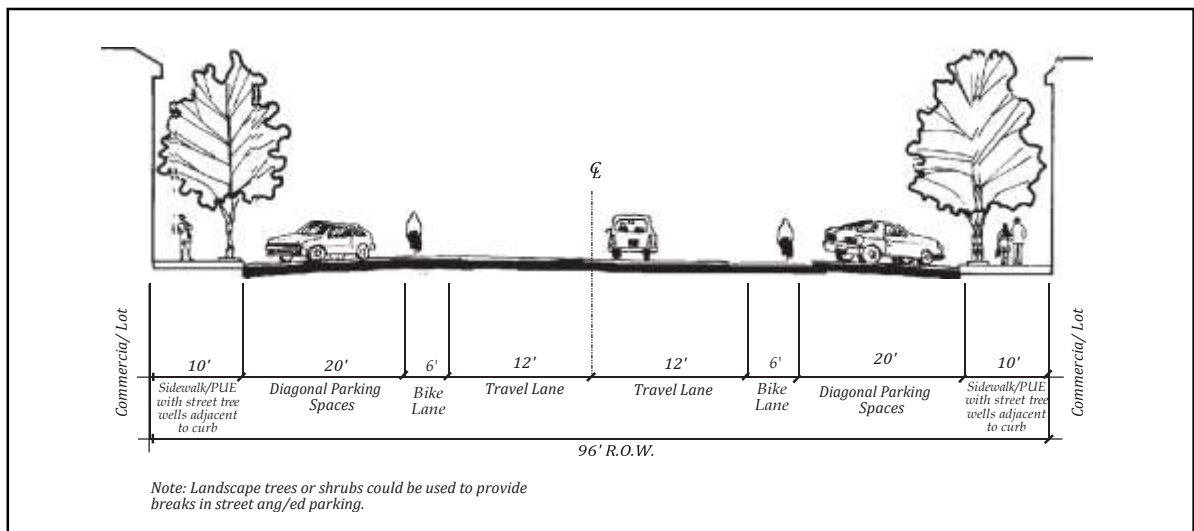 ℄
Commercia/ Lot
10'
20'
6'
12'
12'
6'
20'
10'
Commercia/ Lot
Sidewalk/PUE
with street tree
wells adjacent
to curb
Diagonal Parking
Spaces
Bike
Lane
Travel Lane
Travel Lane
Bike
Lane
Diagonal Parking
Spaces
Sidewalk/PUE
with street tree
wells adjacent
to curb
96' R.O.W.
Note: Landscape trees or shrubs could be used to provide
breaks in street ang/ed parking.